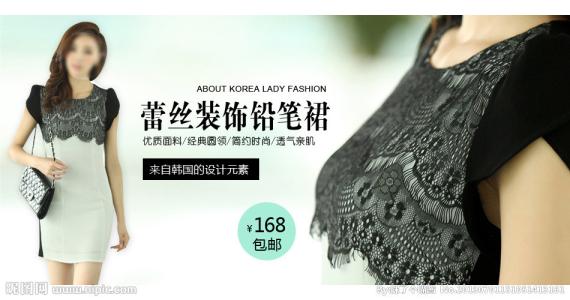 ABOUT KOREA LADY FASHION
蕾丝装饰铅笔裙
优质面料/经典圆领/简约时尚/透气亲肌
来自韩国的设计元素
¥168
包邮
昵图网 www.nipic.com